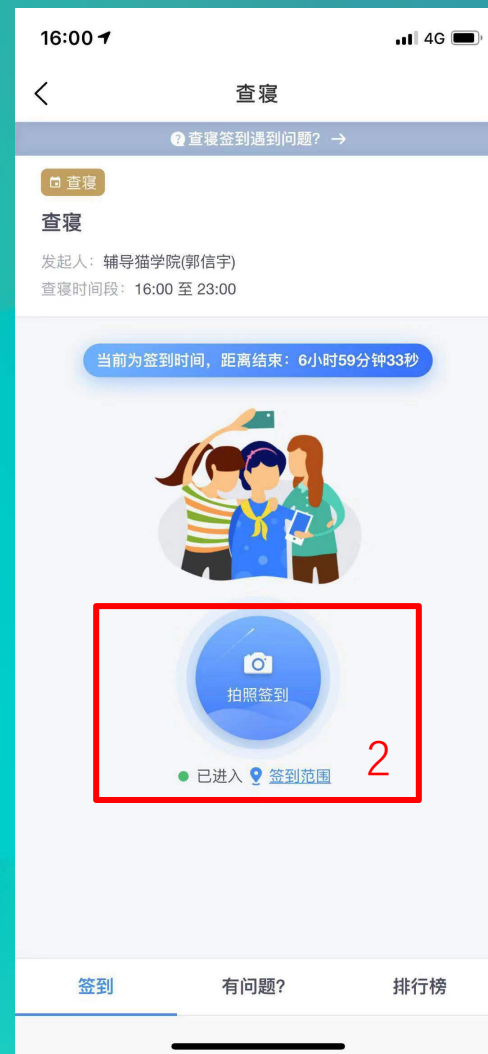 16:00
4G
查寝
查寝签到遇到问题? →
查寝
查寝
发起人: 辅导猫学院(郭信宇)
查寝时间段: 16:00 至 23:00
当前为签到时间, 距离结束: 6小时59分钟33秒
拍照签到
已进入 签到范围
2
签到 有问题? 排行榜